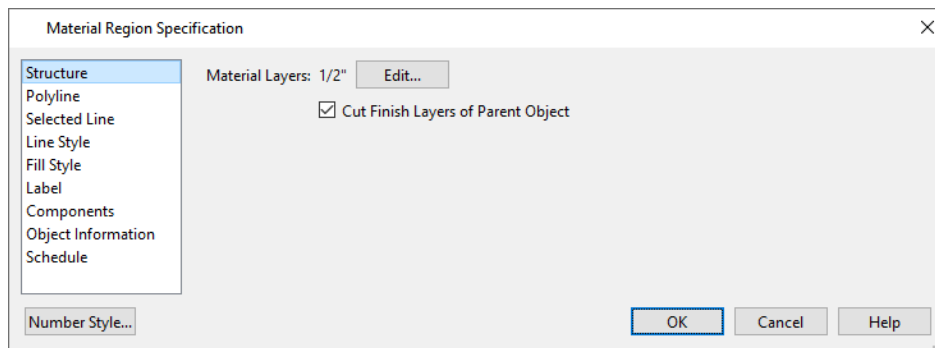 Material Region Specification
Structure
Polyline
Selected Line
Line Style
Fill Style
Label
Components
Object Information
Schedule
Material Layers: 1/2" Edit...
Cut Finish Layers of Parent Object
Number Style... OK Cancel Help